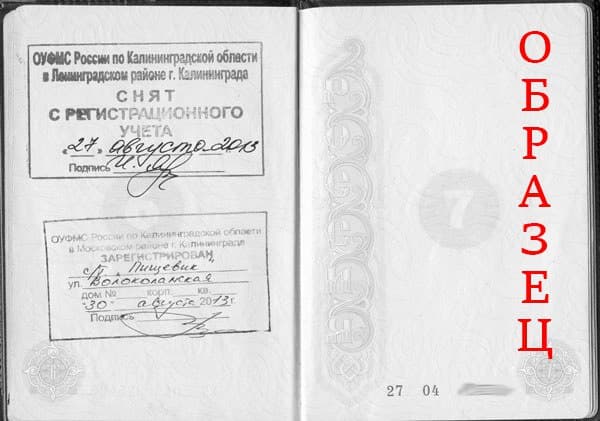 ОУФМС России по Калининградской области
в Ленинградском районе г. Калининграда
СНЯТ
С РЕГИСТРАЦИОННОГО
УЧЕТА
«27» августа 2013
Подпись
ОУФМС России по Калининградской области
в Московском районе г. Калининграда
ЗАРЕГИСТРИРОВАН
с/т „Пищевик"
ул. Волоколамская
дом № корп. кв.
"30" августа 2013 г.
Подпись
7
27 04
ОБРАЗЕЦ